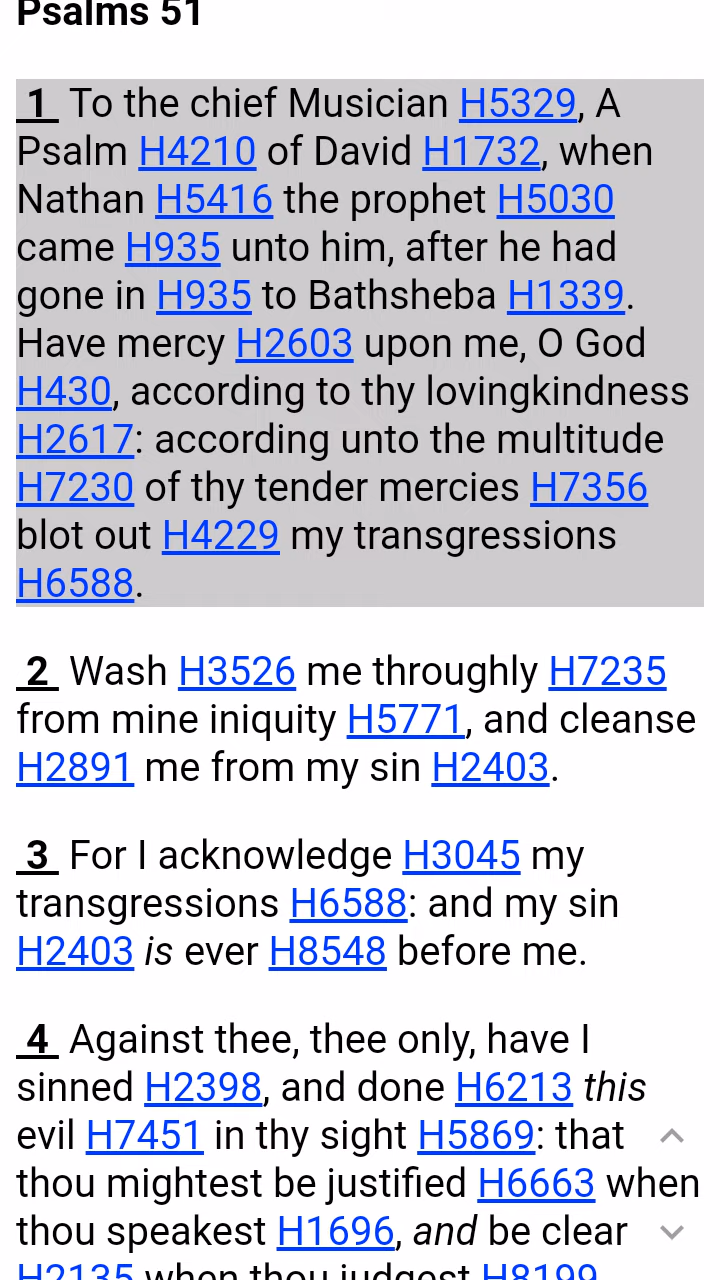 Psalms 51
1 To the chief Musician H5329, A
Psalm H4210 of David H1732, when
Nathan H5416 the prophet H5030
came H935 unto him, after he had
gone in H935 to Bathsheba H1339.
Have mercy H2603 upon me, O God
H430, according to thy lovingkindness
H2617: according unto the multitude
H7230 of thy tender mercies H7356
blot out H4229 my transgressions
H6588.
2 Wash H3526 me throughly H7235
from mine iniquity H5771, and cleanse
H2891 me from my sin H2403.
3 For I acknowledge H3045 my
transgressions H6588: and my sin
H2403 is ever H8548 before me.
4 Against thee, thee only, have I
sinned H2398, and done H6213 this
evil H7451 in thy sight H5869: that
thou mightest be justified H6663 when
thou speakest H1696, and be clear
H2135 when thou judgest H8199